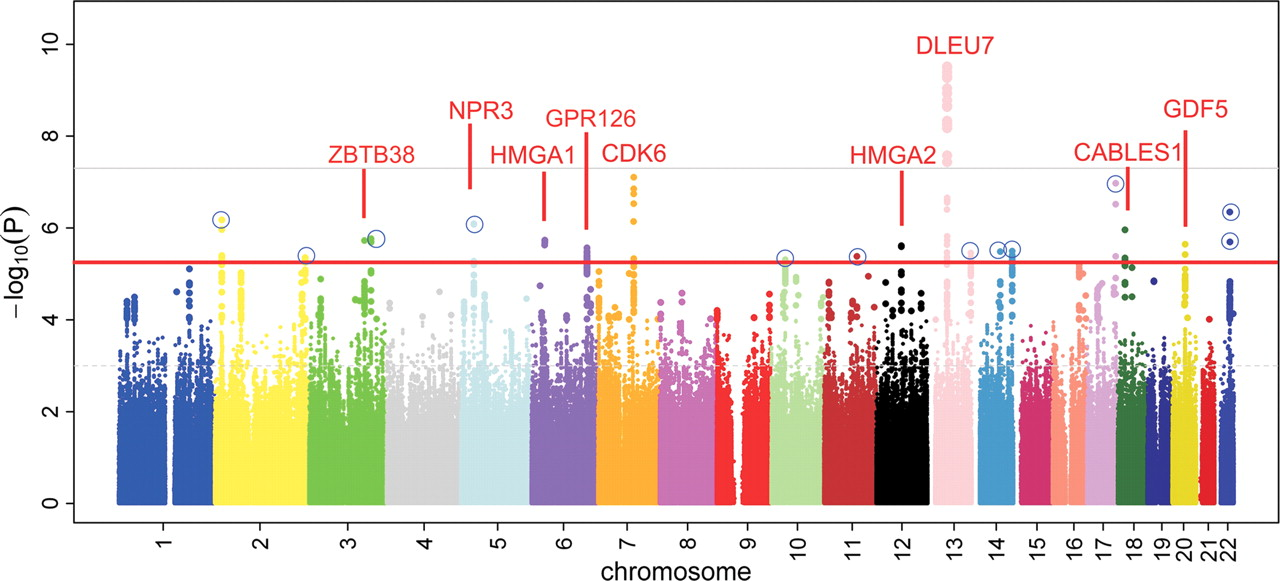 DLEU7
GDF5
NPR3
GPR126
ZBTB38
HMGA1
CDK6
HMGA2
CABLES1
10
8
6
4
2
0
−log10(P)
1 2 3 4 5 6 7 8 9 10 11 12 13 14 15 16 17 18 19 20 21 22
chromosome